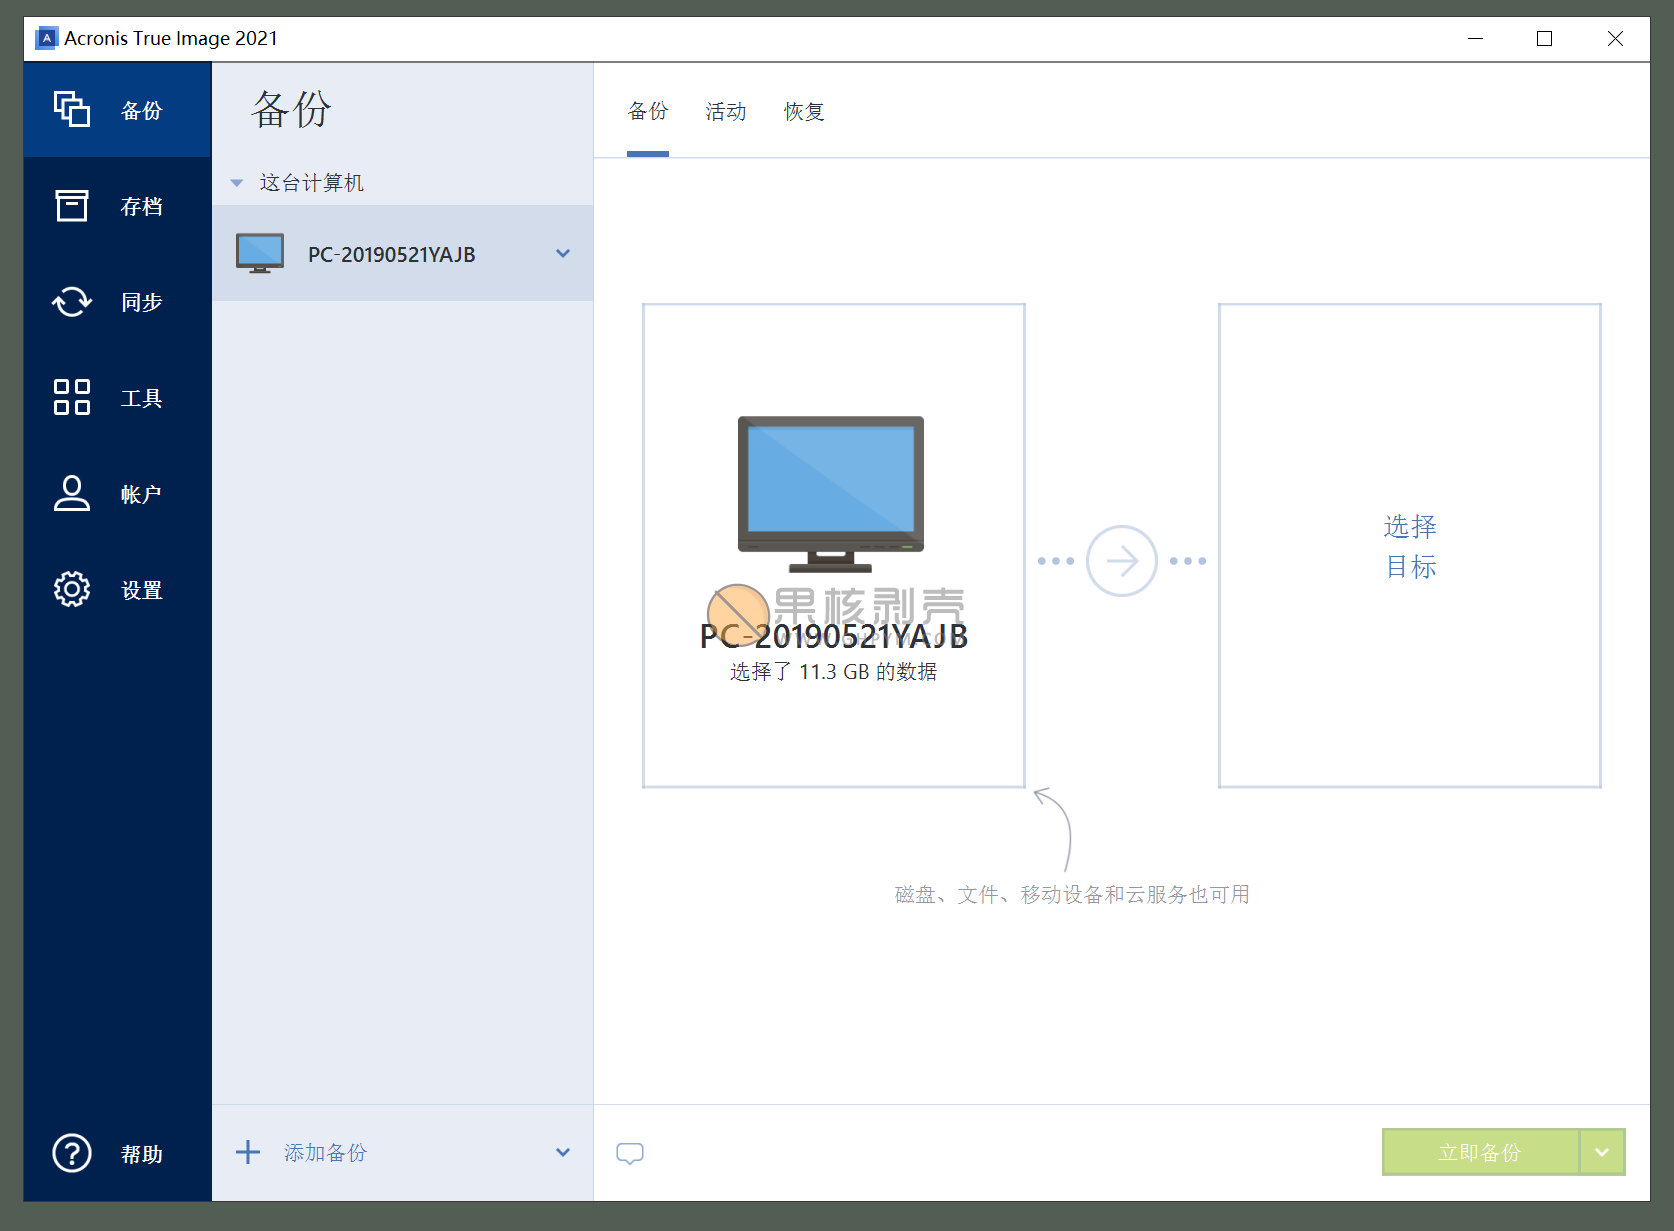 Acronis True Image 2021
备份
存档
同步
工具
帐户
设置
帮助
备份
这台计算机
PC-20190521YAJB
添加备份
备份 活动 恢复
果核剥壳
WWW.GHPYM.COM
PC-20190521YAJB
选择了 11.3 GB 的数据
选择
目标
磁盘、文件、移动设备和云服务也可用
立即备份